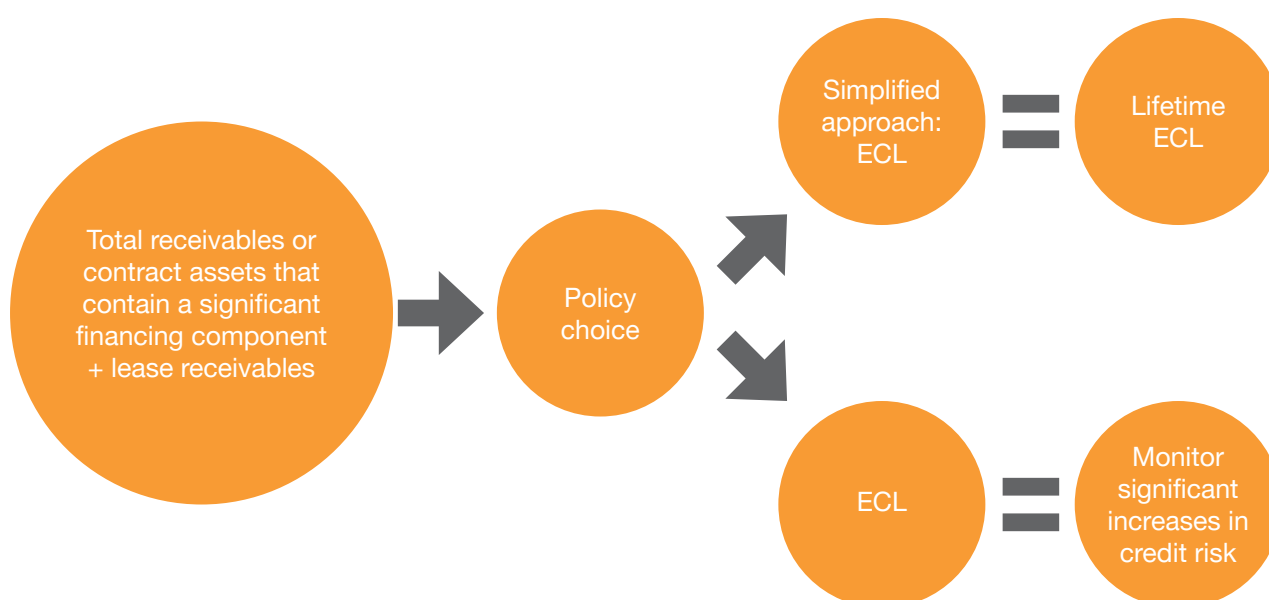 Total receivables or
contract assets that
contain a significant
financing component
+ lease receivables
Policy
choice
Simplified
approach:
ECL
Lifetime
ECL
ECL
Monitor
significant
increases in
credit risk